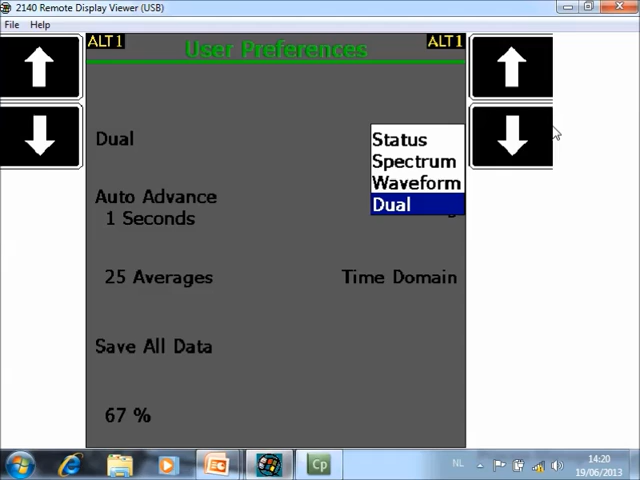 2140 Remote Display Viewer (USB)
File Help
ALT1 User Preferences ALT1
Dual
Status
Spectrum
Waveform
Dual
Auto Advance
1 Seconds
25 Averages
Time Domain
Save All Data
67 %
Cp
NL
14:20
19/06/2013